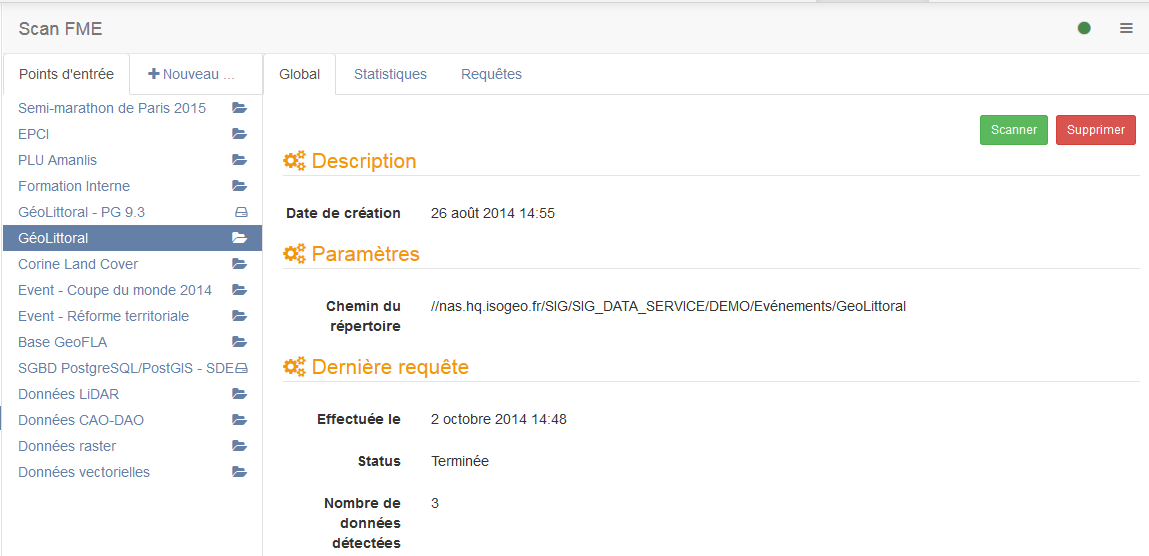 Scan FME
Points d'entrée
Nouveau ...
Global
Statistiques
Requêtes
Semi-marathon de Paris 2015
EPCI
PLU Amanlis
Formation Interne
GéoLittoral - PG 9.3
GéoLittoral
Corine Land Cover
Event - Coupe du monde 2014
Event - Réforme territoriale
Base GeoFLA
SGBD PostgreSQL/PostGIS - SDE
Données LiDAR
Données CAO-DAO
Données raster
Données vectorielles
Scanner
Supprimer
Description
Date de création
26 août 2014 14:55
Paramètres
Chemin du
répertoire
//nas.hq.isogeo.fr/SIG/SIG_DATA_SERVICE/DEMO/Evénements/GeoLittoral
Dernière requête
Effectuée le
2 octobre 2014 14:48
Status
Terminée
Nombre de
données
détectées
3